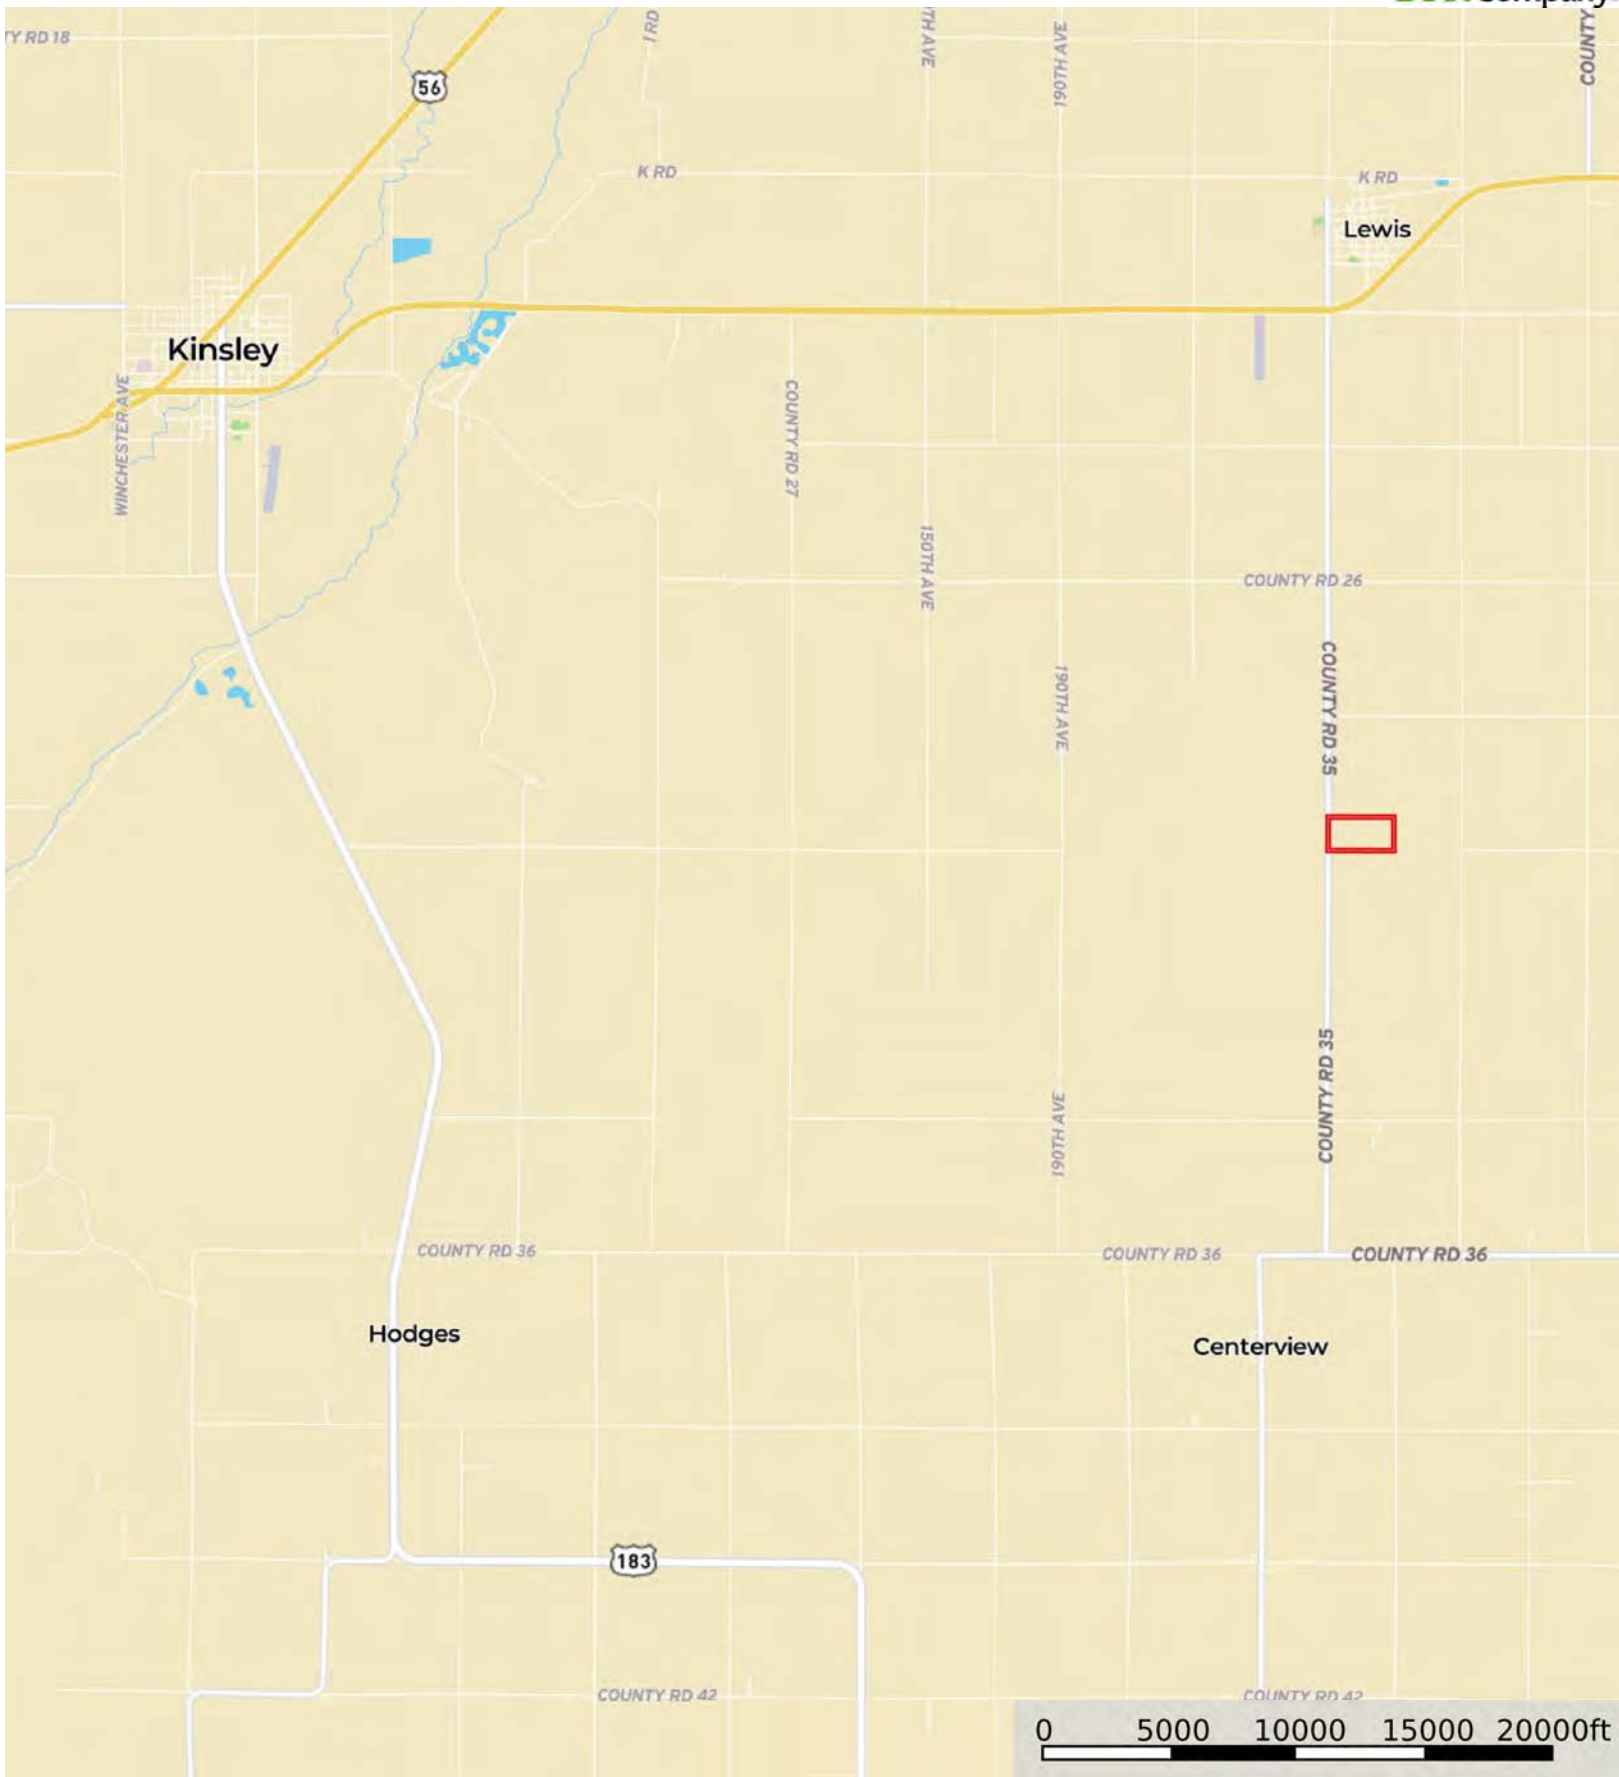 Company
TY RD 18
56
I RD
TH AVE
190TH AVE
COUNTY
K RD
K RD
Lewis
Kinsley
WINCHESTER AVE
COUNTY RD 27
150TH AVE
COUNTY RD 26
COUNTY RD 35
190TH AVE
COUNTY RD 35
190TH AVE
COUNTY RD 36
COUNTY RD 36
COUNTY RD 36
Hodges
Centerview
183
COUNTY RD 42
COUNTY RD 42
0 5000 10000 15000 20000ft